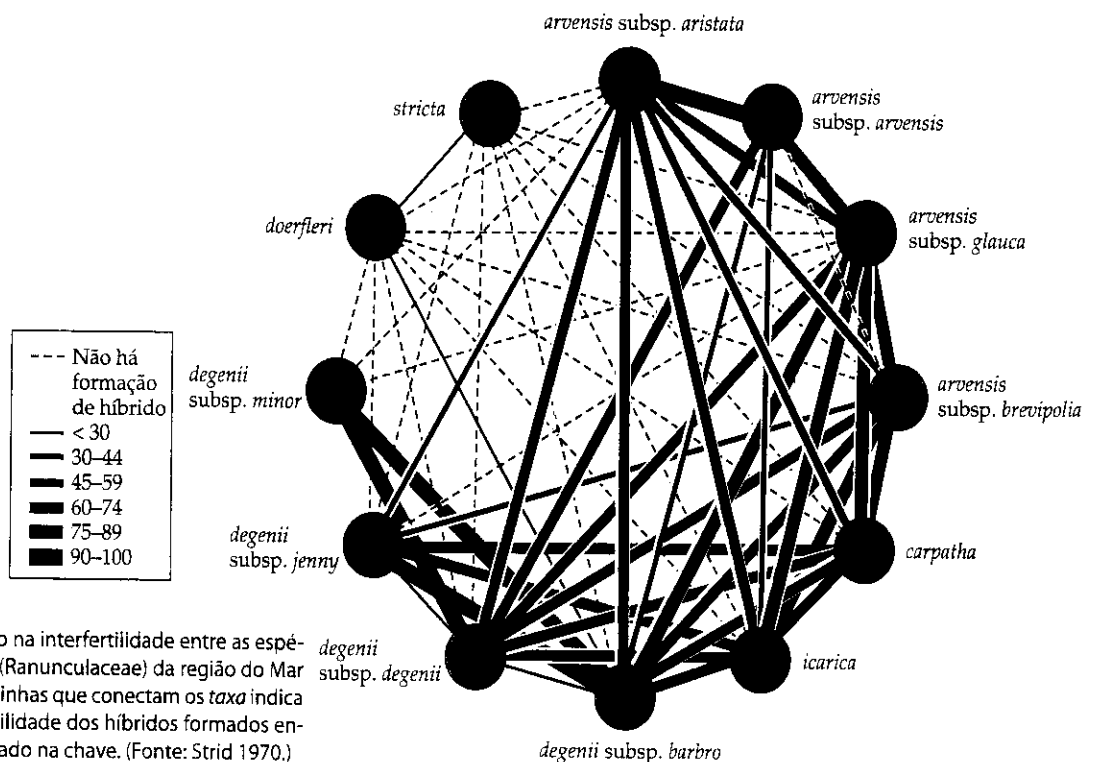 arvensis subsp. aristata
stricta
arvensis
subsp. arvensis
doerfleri
arvensis
subsp. glauca
--- Não há
formação
de híbrido
< 30
30–44
45–59
60–74
75–89
90–100
degenii
subsp. minor
arvensis
subsp. brevipolia
degenii
subsp. jenny
carpatha
degenii
subsp. degenii
icarica
degenii subsp. barbro
o na interfertilidade entre as espé-
(Ranunculaceae) da região do Mar
inhas que conectam os taxa indica
ilidade dos híbridos formados en-
ado na chave. (Fonte: Strid 1970.)